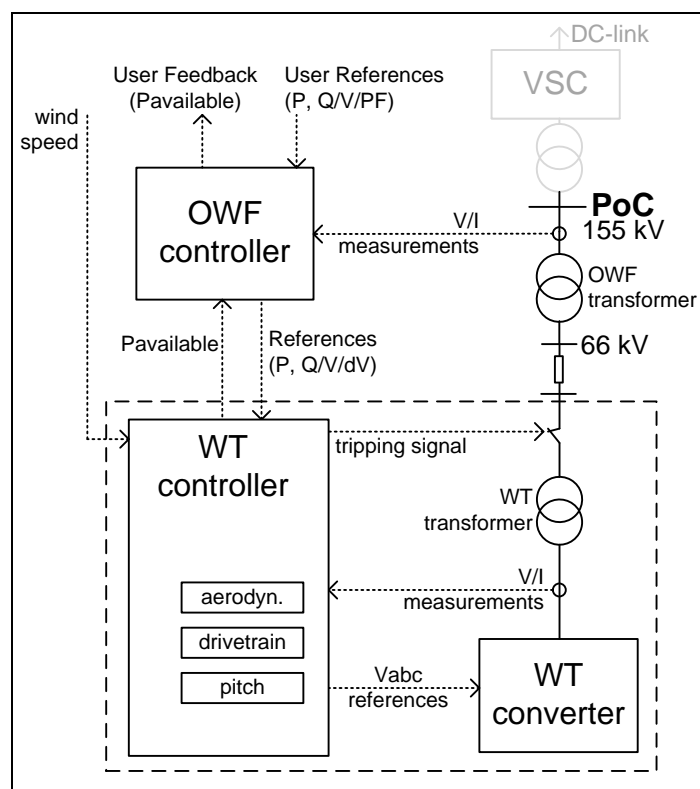 DC-link
VSC
User Feedback
(Pavailable)
User References
(P, Q/V/PF)
wind
speed
OWF
controller
V/I
measurements
PoC
155 kV
OWF
transformer
Pavailable
References
(P, Q/V/dV)
66 kV
WT
controller
tripping signal
WT
transformer
aerodyn.
drivetrain
pitch
V/I
measurements
Vabc
references
WT
converter